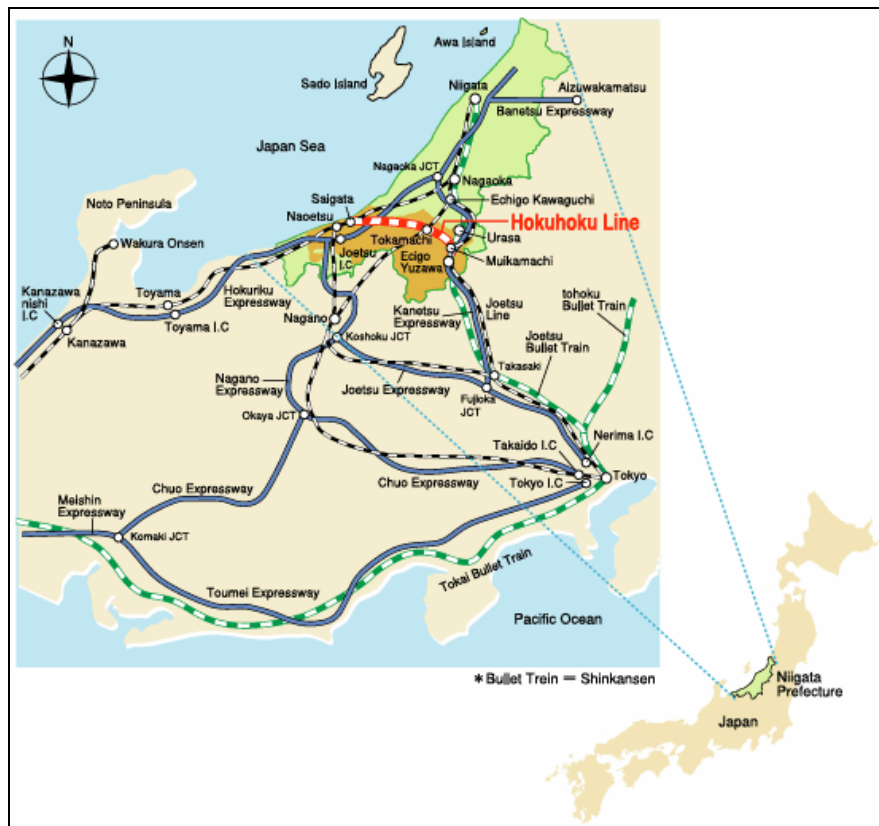 N
Awa Island
Sado Island
Niigata
Aizuwakamatsu
Banetsu Expressway
Japan Sea
Nagaoka JCT
Nagaoka
Saigata
Echigo Kawaguchi
Noto Peninsula
Naoetsu
Hokuhoku Line
Wakura Onsen
Tokamachi
Urasa
Joetsu
I.C
Ecigo
Yuzawa
Muikamachi
Hokuriku
Expressway
Toyama
Kanazawa
nishi
I.C
Toyama I.C
Kanazawa
Kanetsu
Expressway
Joetsu
Line
tohoku
Bullet Train
Nagano
Koshoku JCT
Joetsu
Bullet Train
Takasaki
Nagano
Expressway
Joetsu Expressway
Fujioka
JCT
Okaya JCT
Nerima I.C
Takaido I.C
Tokyo
Tokyo I.C
Chuo Expressway
Chuo Expressway
Meishin
Expressway
Komaki JCT
Tokai Bullet Train
Toumei Expressway
Pacific Ocean
* Bullet Trein = Shinkansen
Niigata
Prefecture
Japan